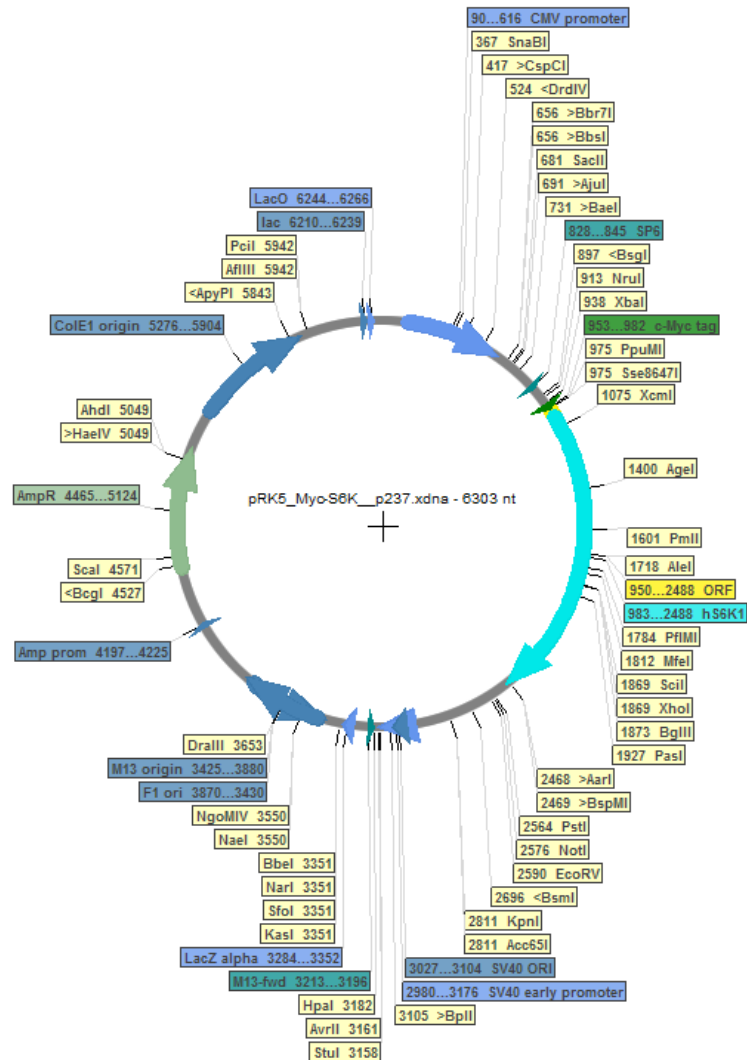 90...616 CMV promoter
367 SnaBI
417 >CspCI
524 <DrdIV
656 >Bbr7I
656 >BbsI
681 SacII
691 >AjuI
731 >BaeI
828...845 SP6
897 <BsgI
913 NruI
938 XbaI
953...982 c-Myc tag
975 PpuMI
975 Sse8647I
1075 XcmI
1400 AgeI
1601 PmlI
1718 AleI
950...2488 ORF
983...2488 hS6K1
1784 PflMI
1812 MfeI
1869 SciI
1869 XhoI
1873 BglII
1927 PasI
2468 >AarI
2469 >BspMI
2564 PstI
2576 NotI
2590 EcoRV
2696 <BsmI
2811 KpnI
2811 Acc65I
3027...3104 SV40 ORI
2980...3176 SV40 early promoter
3105 >BplI
StuI 3158
AvrII 3161
HpaI 3182
M13-fwd 3213...3196
LacZ alpha 3284...3352
KasI 3351
SfoI 3351
NarI 3351
BbeI 3351
NaeI 3550
NgoMIV 3550
F1 ori 3870...3430
M13 origin 3425...3880
DraIII 3653
Amp prom 4197...4225
<BcgI 4527
ScaI 4571
AmpR 4465...5124
>HaeIV 5049
AhdI 5049
ColE1 origin 5276...5904
<ApyPI 5843
AflIII 5942
PciI 5942
lac 6210...6239
LacO 6244...6266
pRK5_Myo-S6K__p237.xdna - 6303 nt